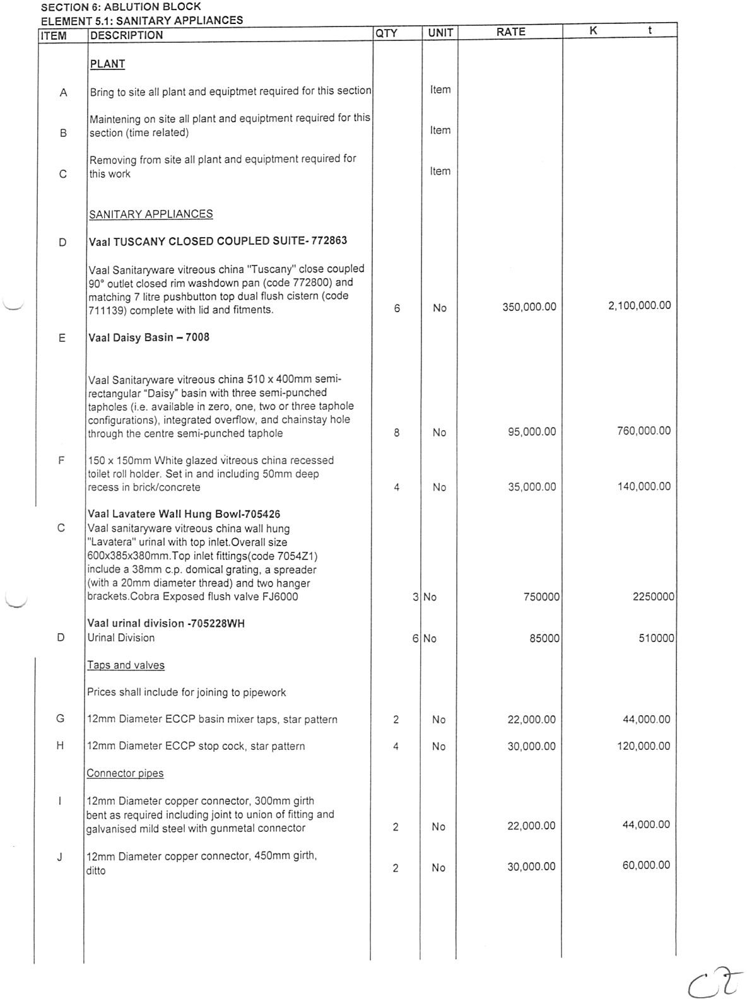 SECTION 6: ABLUTION BLOCK
ELEMENT 5.1: SANITARY APPLIANCES
ITEM DESCRIPTION QTY UNIT RATE K t
PLANT
A Bring to site all plant and equiptmet required for this section Item
Maintening on site all plant and equiptment required for this
B section (time related) Item
Removing from site all plant and equiptment required for
C this work Item
SANITARY APPLIANCES
D Vaal TUSCANY CLOSED COUPLED SUITE- 772863
Vaal Sanitaryware vitreous china "Tuscany" close coupled
90° outlet closed rim washdown pan (code 772800) and
matching 7 litre pushbutton top dual flush cistern (code
711139) complete with lid and fitments. 6 No 350,000.00 2,100,000.00
E Vaal Daisy Basin – 7008
Vaal Sanitaryware vitreous china 510 x 400mm semi-
rectangular “Daisy” basin with three semi-punched
tapholes (i.e. available in zero, one, two or three taphole
configurations), integrated overflow, and chainstay hole
through the centre semi-punched taphole 8 No 95,000.00 760,000.00
F 150 x 150mm White glazed vitreous china recessed
toilet roll holder. Set in and including 50mm deep
recess in brick/concrete 4 No 35,000.00 140,000.00
Vaal Lavatere Wall Hung Bowl-705426
C Vaal sanitaryware vitreous china wall hung
"Lavatera" urinal with top inlet.Overall size
600x385x380mm.Top inlet fittings(code 7054Z1)
include a 38mm c.p. domical grating, a spreader
(with a 20mm diameter thread) and two hanger
brackets.Cobra Exposed flush valve FJ6000 3 No 750000 2250000
Vaal urinal division -705228WH
D Urinal Division 6 No 85000 510000
Taps and valves
Prices shall include for joining to pipework
G 12mm Diameter ECCP basin mixer taps, star pattern 2 No 22,000.00 44,000.00
H 12mm Diameter ECCP stop cock, star pattern 4 No 30,000.00 120,000.00
Connector pipes
I 12mm Diameter copper connector, 300mm girth
bent as required including joint to union of fitting and
galvanised mild steel with gunmetal connector 2 No 22,000.00 44,000.00
J 12mm Diameter copper connector, 450mm girth,
ditto 2 No 30,000.00 60,000.00